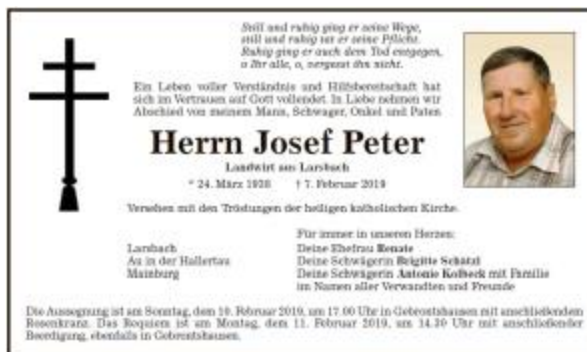 Still und ruhig ging er seine Wege,
still und ruhig tat er seine Pflicht.
Ruhig ging er auch dem Tod entgegen,
o Ihr alle, o, vergesst ihn nicht.
Ein Leben voller Verständnis und Hilfsbereitschaft hat
sich im Vertrauen auf Gott vollendet. In Liebe nehmen wir
Abschied von meinem Mann, Schwager, Onkel und Paten
Herrn Josef Peter
Landwirt aus Larsbach
* 24. März 1938 † 7. Februar 2019
Versehen mit den Tröstungen der heiligen katholischen Kirche.
Für immer in unseren Herzen:
Larsbach Deine Ehefrau Renate
Au in der Hallertau Deine Schwägerin Brigitte Schätzl
Mainburg Deine Schwägerin Antonie Kolbeck mit Familie
im Namen aller Verwandten und Freunde
Die Aussegnung ist am Sonntag, dem 10. Februar 2019, um 17.00 Uhr in Gebrontshausen mit anschließendem
Rosenkranz. Das Requiem ist am Montag, dem 11. Februar 2019, um 14.30 Uhr mit anschließender
Beerdigung, ebenfalls in Gebrontshausen.